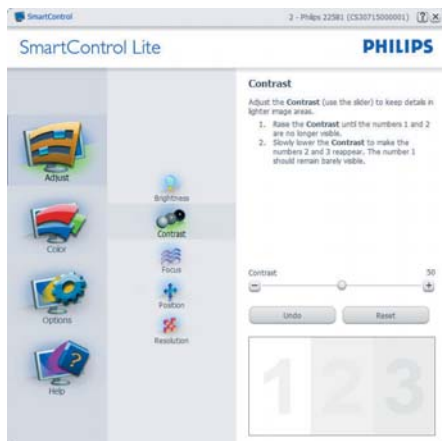 SmartControl
2 - Philips 225B1 (CS30715000001)
SmartControl Lite
PHILIPS
Adjust
Color
Options
Help
Brightness
Contrast
Focus
Position
Resolution
Contrast
Adjust the Contrast (use the slider) to keep details in
lighter image areas.
1. Raise the Contrast until the numbers 1 and 2
are no longer visible.
2. Slowly lower the Contrast to make the
numbers 2 and 3 reappear. The number 1
should remain barely visible.
Contrast
50
Undo
Reset
1 2 3